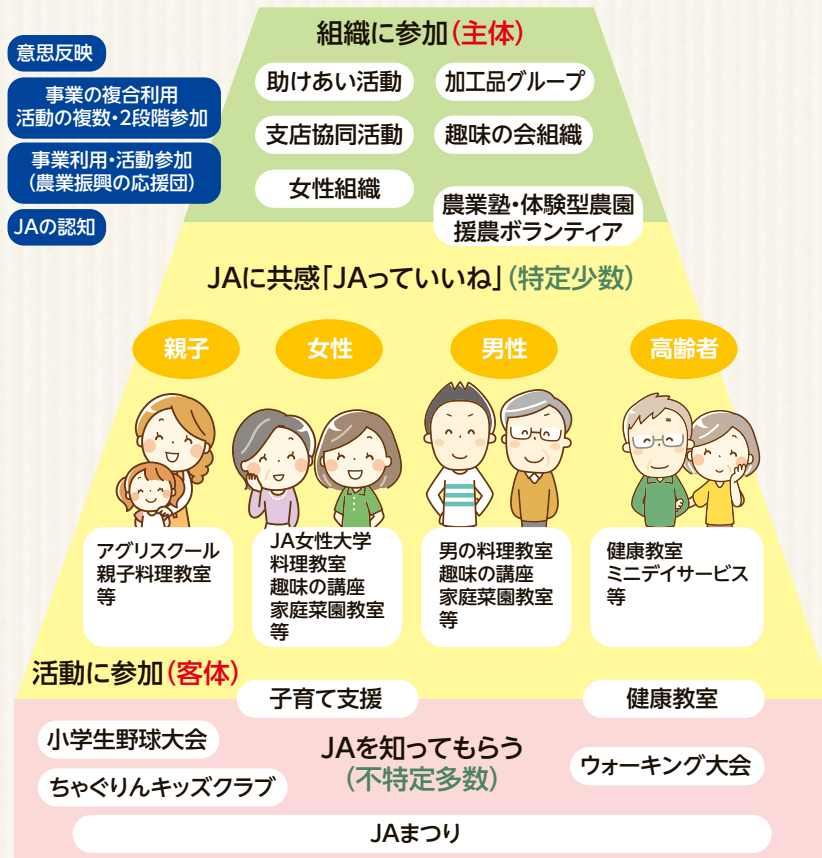 組織に参加(主体)
意思反映
事業の複合利用
活動の複数・2段階参加
事業利用・活動参加
(農業振興の応援団)
JAの認知
助けあい活動
加工品グループ
支店協同活動
趣味の会組織
女性組織
農業塾・体験型農園
援農ボランティア
JAに共感「JAっていいね」(特定少数)
親子
女性
男性
高齢者
アグリスクール
親子料理教室
等
JA女性大学
料理教室
趣味の講座
家庭菜園教室
等
男の料理教室
趣味の講座
家庭菜園教室
等
健康教室
ミニデイサービス
等
活動に参加(客体)
子育て支援
健康教室
小学生野球大会
JAを知ってもらう
(不特定多数)
ウォーキング大会
ちゃぐりんキッズクラブ
JAまつり